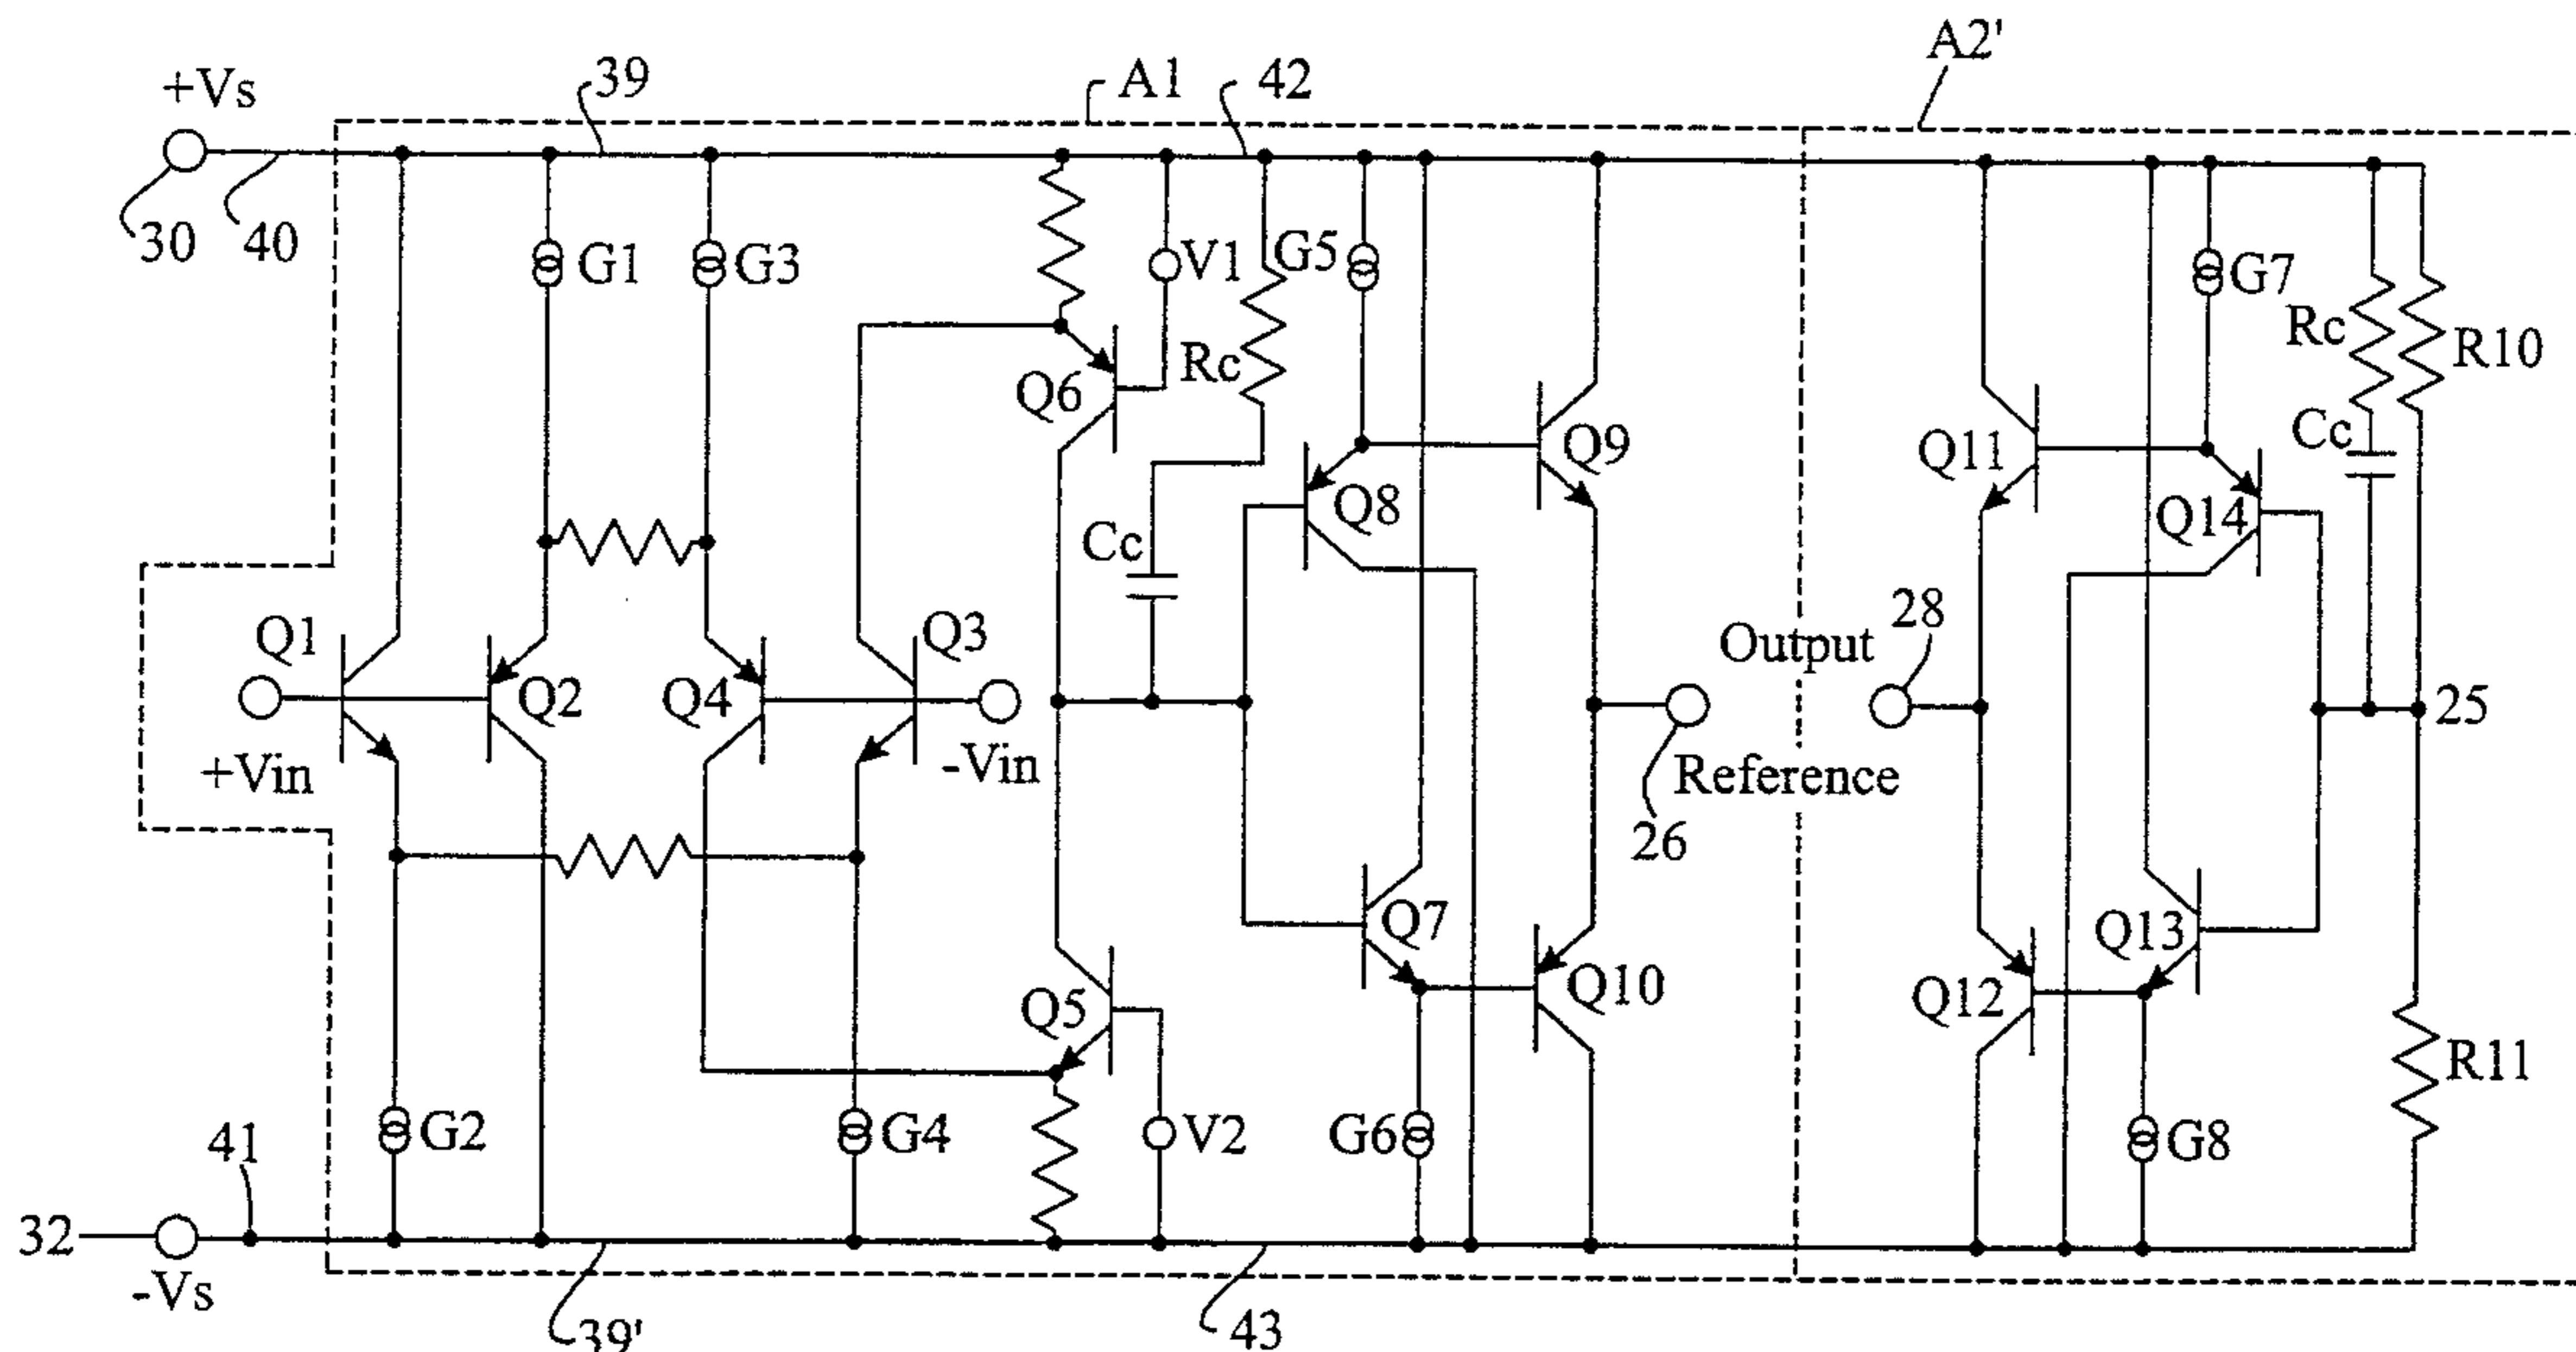 A2'
39
A1
42
+Vs
30
40
G1
G3
V1
G5
G7
Rc
R10
Q6
Rc
Q9
Q11
Cc
Q8
Q14
Cc
28
Q1
Q2
Q4
Q3
Output
25
+Vin
-Vin
Reference
26
Q7
Q13
Q5
Q10
Q12
R11
41
G2
G4
V2
G6
G8
32
-Vs
39'
43